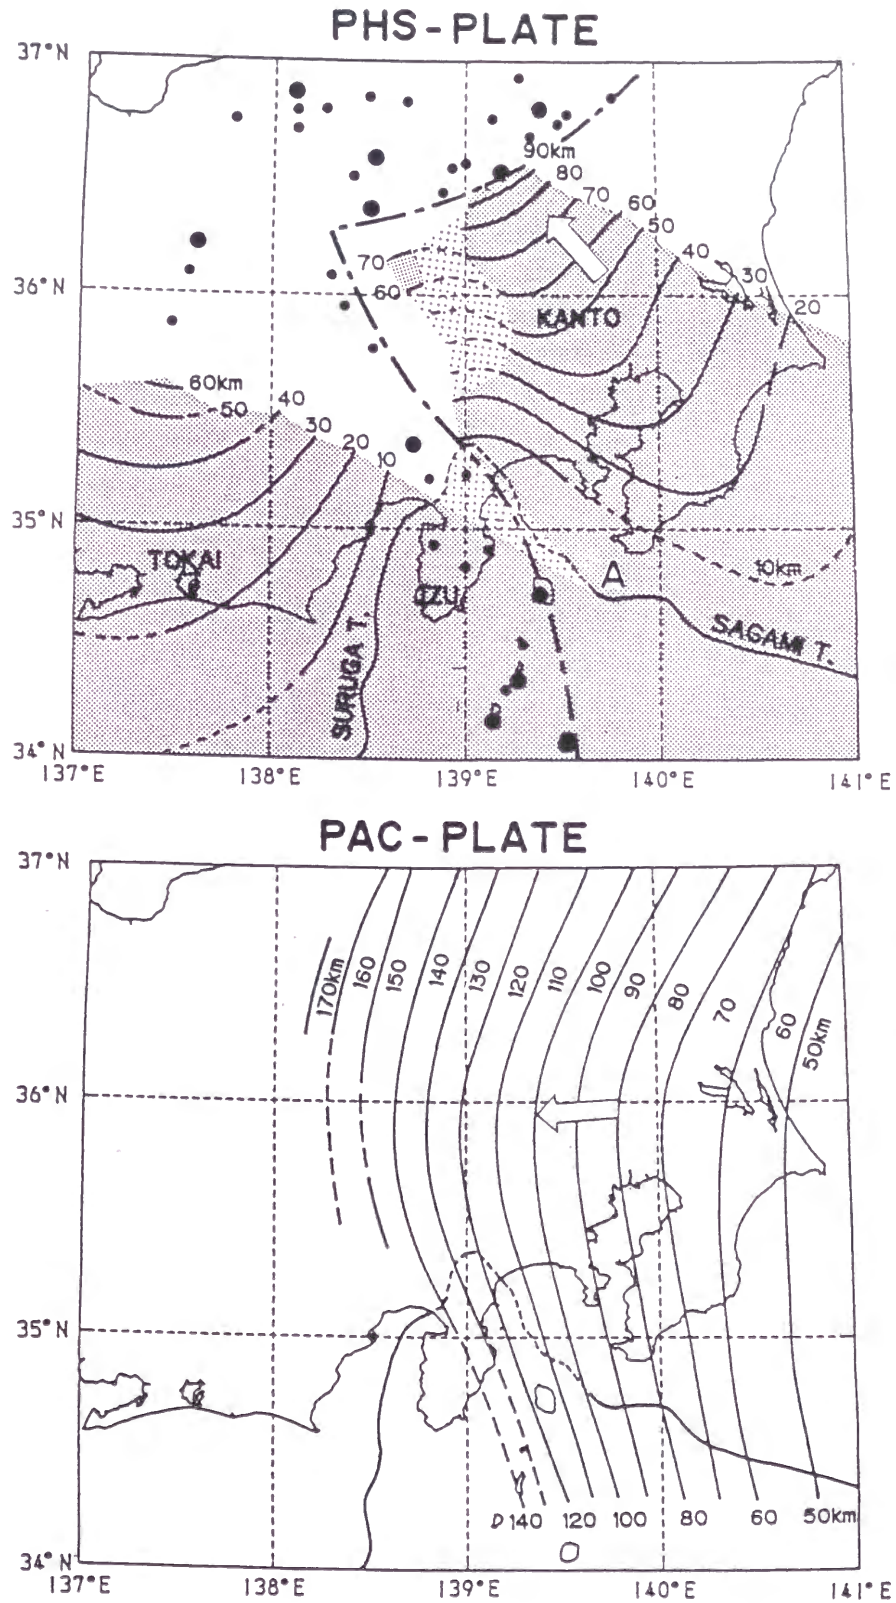 PHS-PLATE
37°N
90km
80
70
60
50
40
30
20
70
60
36°N
KANTO
60km
50
40
30
20
10
35°N
TOKAI
IZU
A
10km
SURUGA T.
SAGAMI T.
34°N
137°E
138°E
139°E
140°E
141°E
PAC-PLATE
37°N
170km
160
150
140
130
120
110
100
90
80
70
60
50km
36°N
35°N
140
120
100
80
60
50km
34°N
137°E
138°E
139°E
140°E
141°E